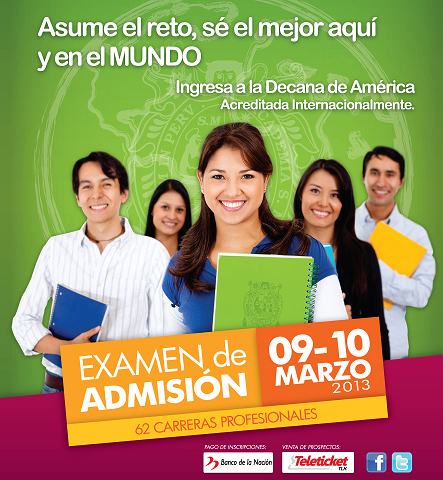 Asume el reto, sé el mejor aquí
y en el MUNDO
Ingresa a la Decana de América
Acreditada Internacionalmente.
EXAMEN de
ADMISIÓN
09-10
MARZO
2013
62 CARRERAS PROFESIONALES
PAGO DE INSCRIPCIONES:
Banco de la Nación
VENTA DE PROSPECTOS:
Teleticket
TLK